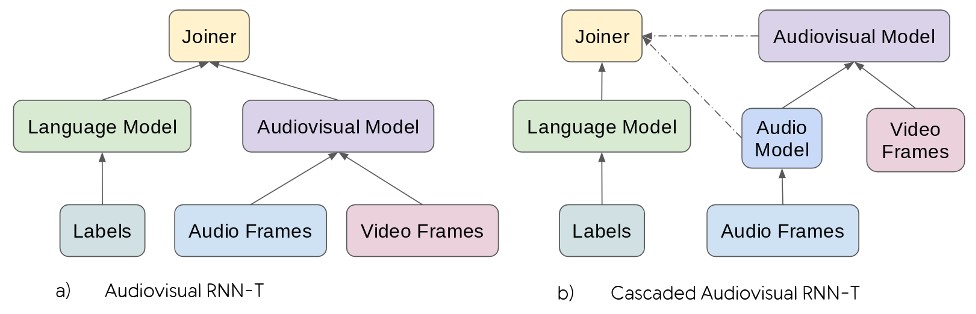 Joiner
Language Model
Audiovisual Model
Labels
Audio Frames
Video Frames
a) Audiovisual RNN-T
Joiner
Audiovisual Model
Language Model
Audio
Model
Video
Frames
Labels
Audio Frames
b) Cascaded Audiovisual RNN-T